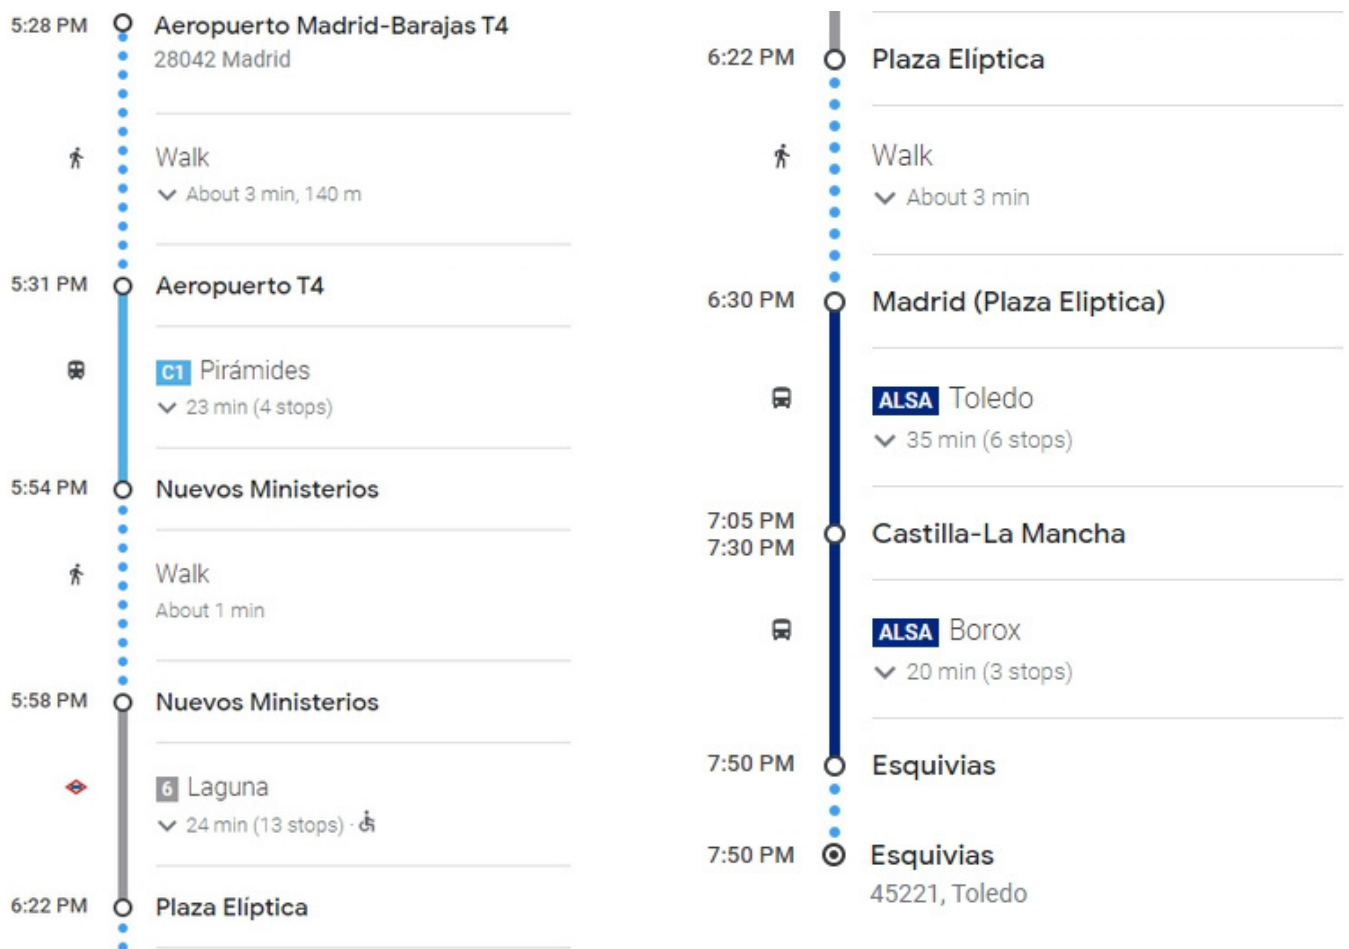 5:28 PM Aeropuerto Madrid-Barajas T4
28042 Madrid
Walk
About 3 min, 140 m
5:31 PM Aeropuerto T4
C1 Pirámides
23 min (4 stops)
5:54 PM Nuevos Ministerios
Walk
About 1 min
5:58 PM Nuevos Ministerios
6 Laguna
24 min (13 stops) ·
6:22 PM Plaza Elíptica
6:22 PM Plaza Elíptica
Walk
About 3 min
6:30 PM Madrid (Plaza Eliptica)
ALSA Toledo
35 min (6 stops)
7:05 PM
7:30 PM Castilla-La Mancha
ALSA Borox
20 min (3 stops)
7:50 PM Esquivias
7:50 PM Esquivias
45221, Toledo